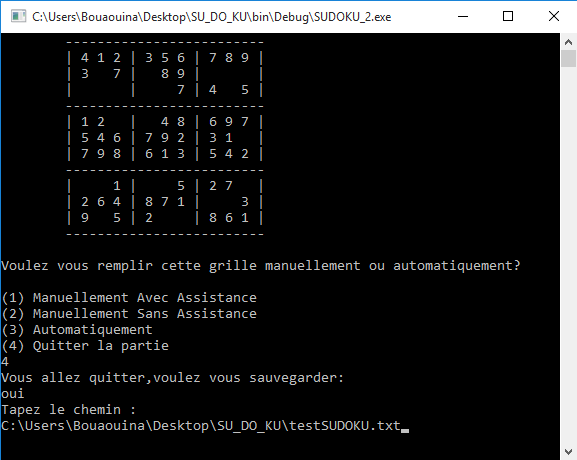 C:\Users\Bouaouina\Desktop\SU_DO_KU\bin\Debug\SUDOKU_2.exe
-------------------------
| 4 1 2 | 3 5 6 | 7 8 9 |
| 3   7 |   8 9 |       |
|       |     7 | 4   5 |
-------------------------
| 1 2   |   4 8 | 6 9 7 |
| 5 4 6 | 7 9 2 | 3 1   |
| 7 9 8 | 6 1 3 | 5 4 2 |
-------------------------
|     1 |     5 | 2 7   |
| 2 6 4 | 8 7 1 |     3 |
| 9   5 | 2     | 8 6 1 |
-------------------------
Voulez vous remplir cette grille manuellement ou automatiquement?
(1) Manuellement Avec Assistance
(2) Manuellement Sans Assistance
(3) Automatiquement
(4) Quitter la partie
4
Vous allez quitter,voulez vous sauvegarder:
oui
Tapez le chemin :
C:\Users\Bouaouina\Desktop\SU_DO_KU\testSUDOKU.txt